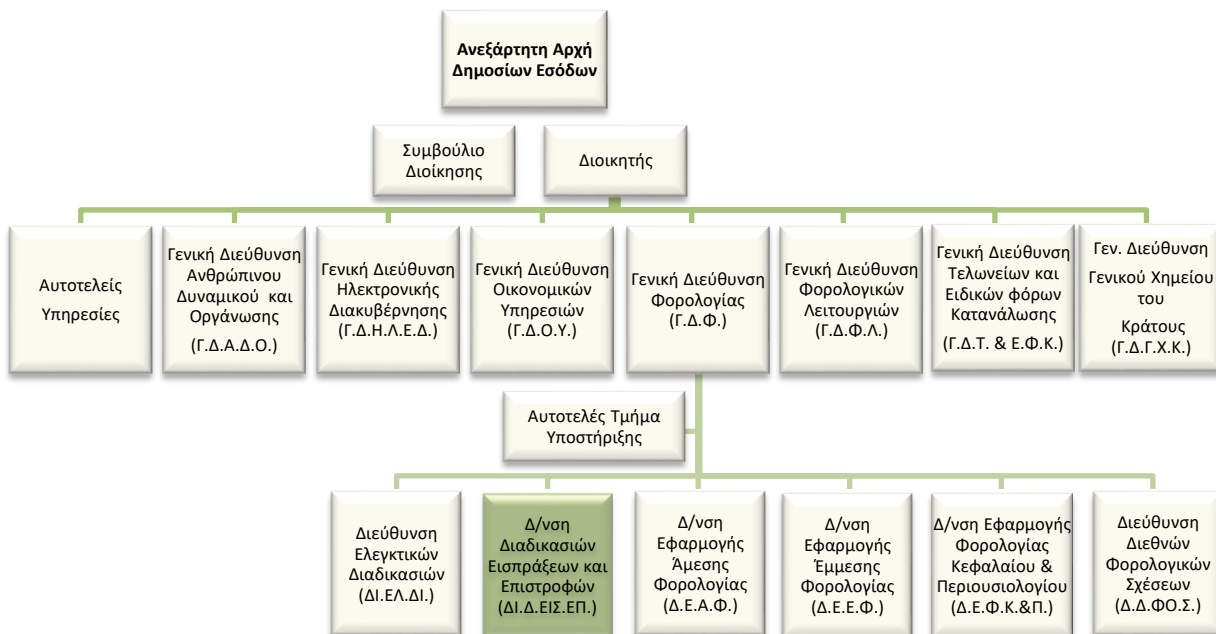 Ανεξάρτητη Αρχή
Δημοσίων Εσόδων
Συμβούλιο
Διοίκησης
Διοικητής
Αυτοτελείς
Υπηρεσίες
Γενική Διεύθυνση
Ανθρώπινου
Δυναμικού και
Οργάνωσης
(Γ.Δ.Α.Δ.Ο.)
Γενική Διεύθυνση
Ηλεκτρονικής
Διακυβέρνησης
(Γ.Δ.Η.Λ.Ε.Δ.)
Γενική Διεύθυνση
Οικονομικών
Υπηρεσιών
(Γ.Δ.Ο.Υ.)
Γενική Διεύθυνση
Φορολογίας
(Γ.Δ.Φ.)
Γενική Διεύθυνση
Φορολογικών
Λειτουργιών
(Γ.Δ.Φ.Λ.)
Γενική Διεύθυνση
Τελωνείων και
Ειδικών φόρων
Κατανάλωσης
(Γ.Δ.Τ. & Ε.Φ.Κ.)
Γεν. Διεύθυνση
Γενικού Χημείου
του
Κράτους
(Γ.Δ.Γ.Χ.Κ.)
Αυτοτελές Τμήμα
Υποστήριξης
Διεύθυνση
Ελεγκτικών
Διαδικασιών
(ΔΙ.ΕΛ.ΔΙ.)
Δ/νση
Διαδικασιών
Εισπράξεων και
Επιστροφών
(ΔΙ.Δ.ΕΙΣ.ΕΠ.)
Δ/νση
Εφαρμογής
Άμεσης
Φορολογίας
(Δ.Ε.Α.Φ.)
Δ/νση
Εφαρμογής
Έμμεσης
Φορολογίας
(Δ.Ε.Ε.Φ.)
Δ/νση Εφαρμογής
Φορολογίας
Κεφαλαίου &
Περιουσιολογίου
(Δ.Ε.Φ.Κ.&Π.)
Διεύθυνση
Διεθνών
Φορολογικών
Σχέσεων
(Δ.Δ.ΦΟ.Σ.)